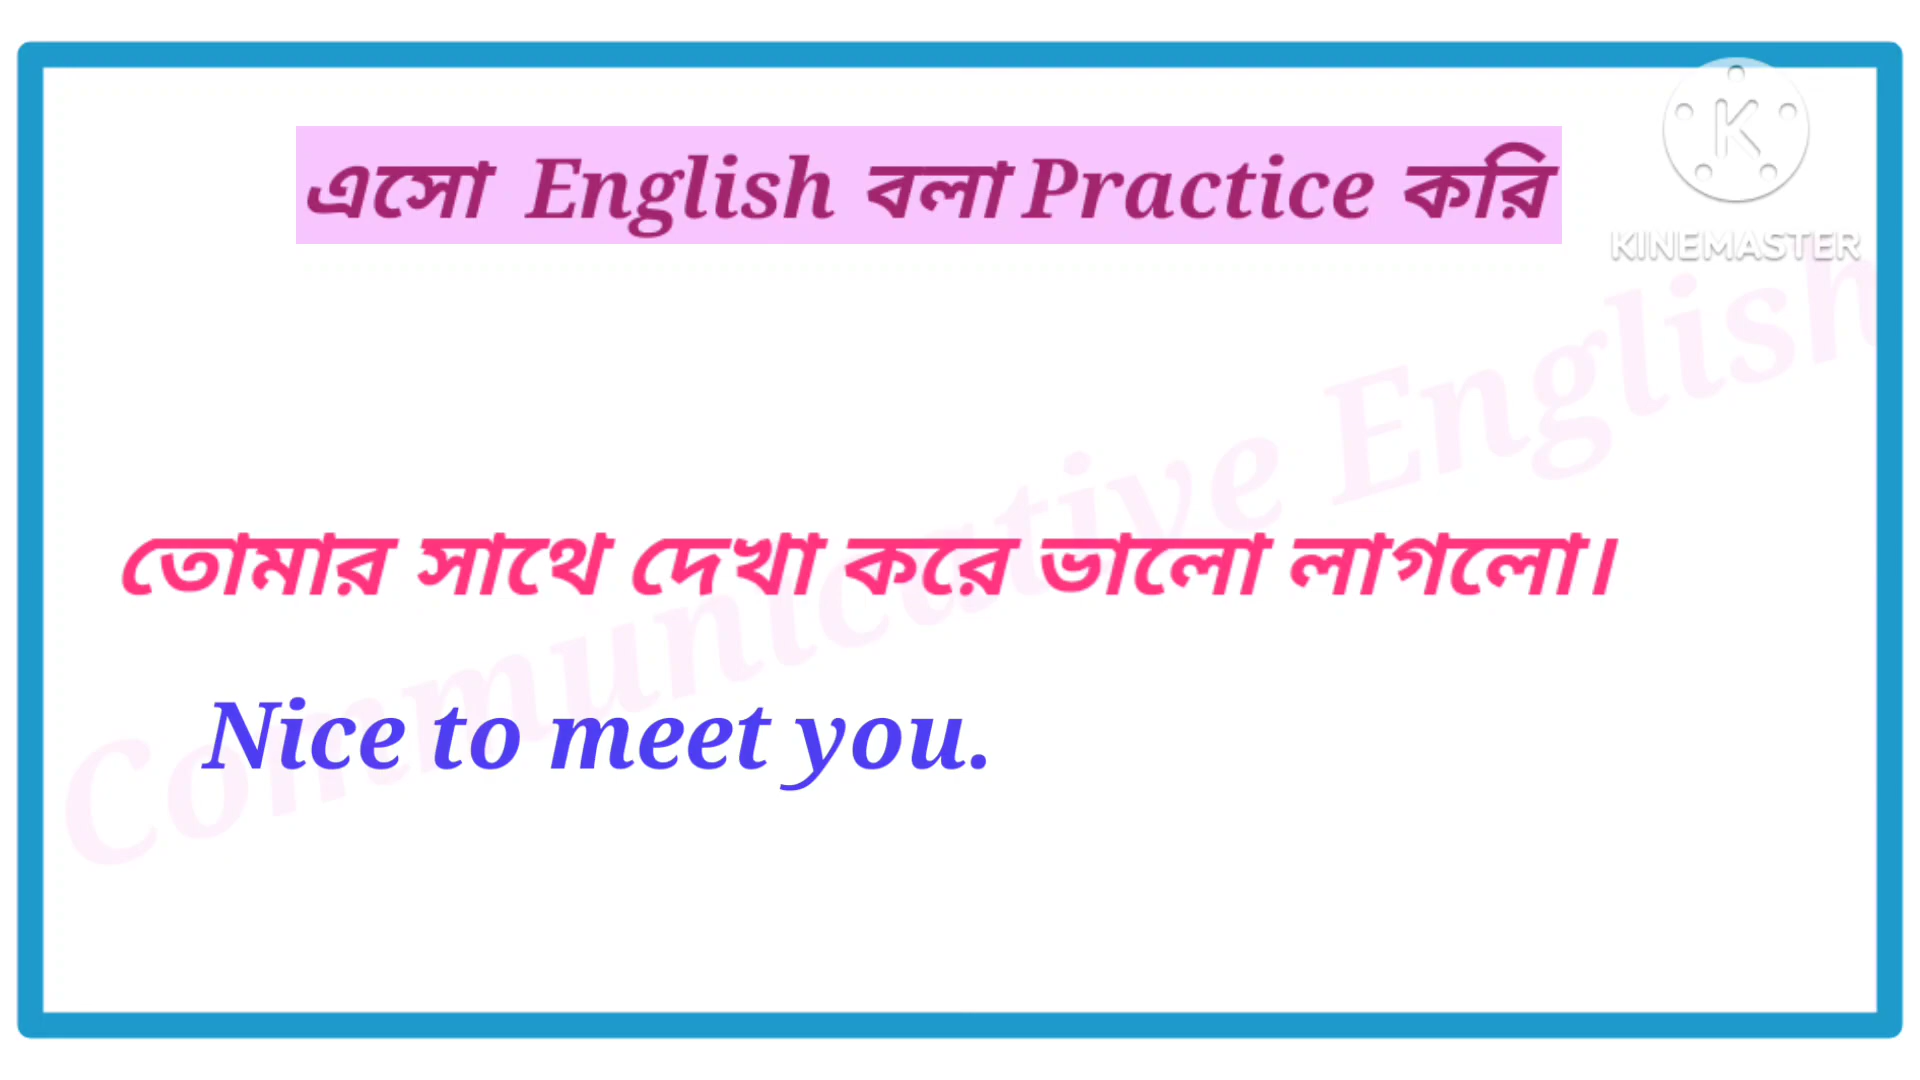 এসো English বলা Practice করি
KINEMASTER
Communicative English
তোমার সাথে দেখা করে ভালো লাগলো।
Nice to meet you.